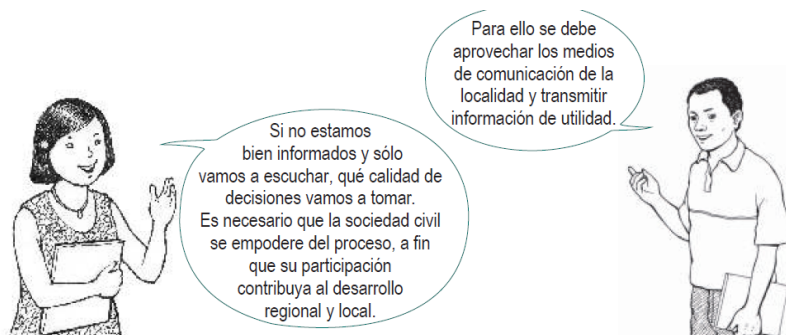 Si no estamos
bien informados y sólo
vamos a escuchar, qué calidad de
decisiones vamos a tomar.
Es necesario que la sociedad civil
se empodere del proceso, a fin
que su participación
contribuya al desarrollo
regional y local.
Para ello se debe
aprovechar los medios
de comunicación de la
localidad y transmitir
información de utilidad.